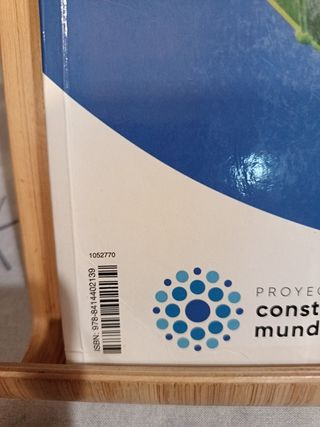 1052770
ISBN: 978-8414402139
PROYEC
const
mund